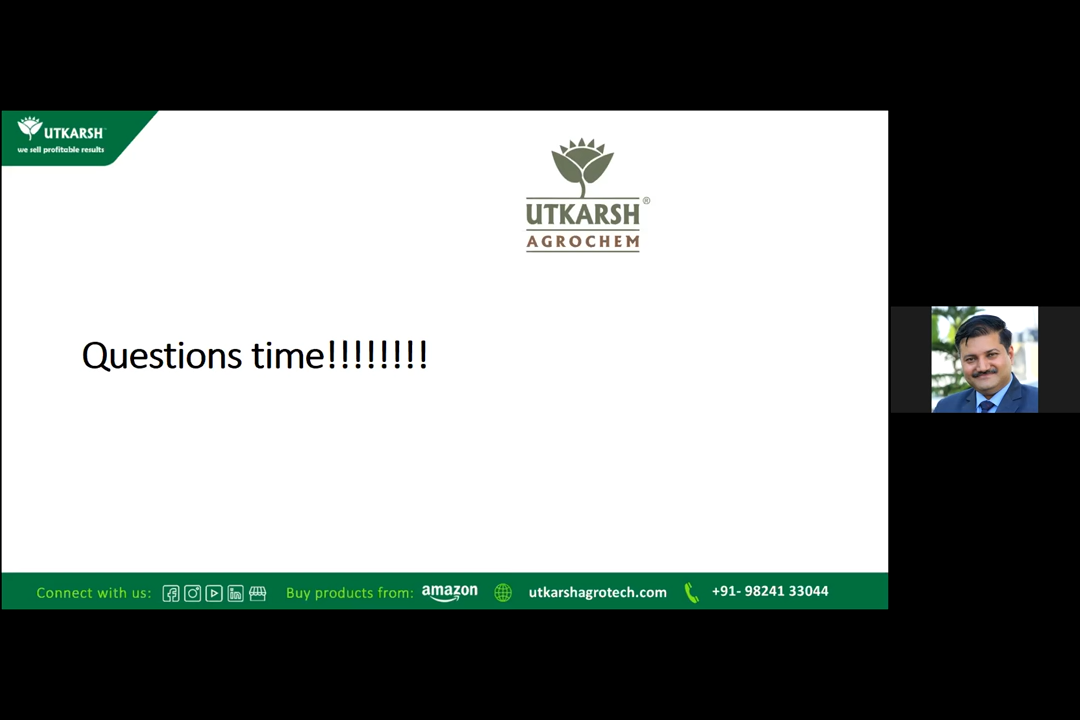 UTKARSH™
we sell profitable results
UTKARSH®
AGROCHEM
Questions time!!!!!!!!
Connect with us: Buy products from: amazon utkarshagrotech.com +91- 98241 33044